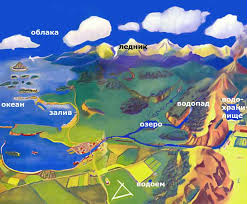 облака
ледник
океан
залив
водопад
водо-
храни-
лище
озеро
водоем